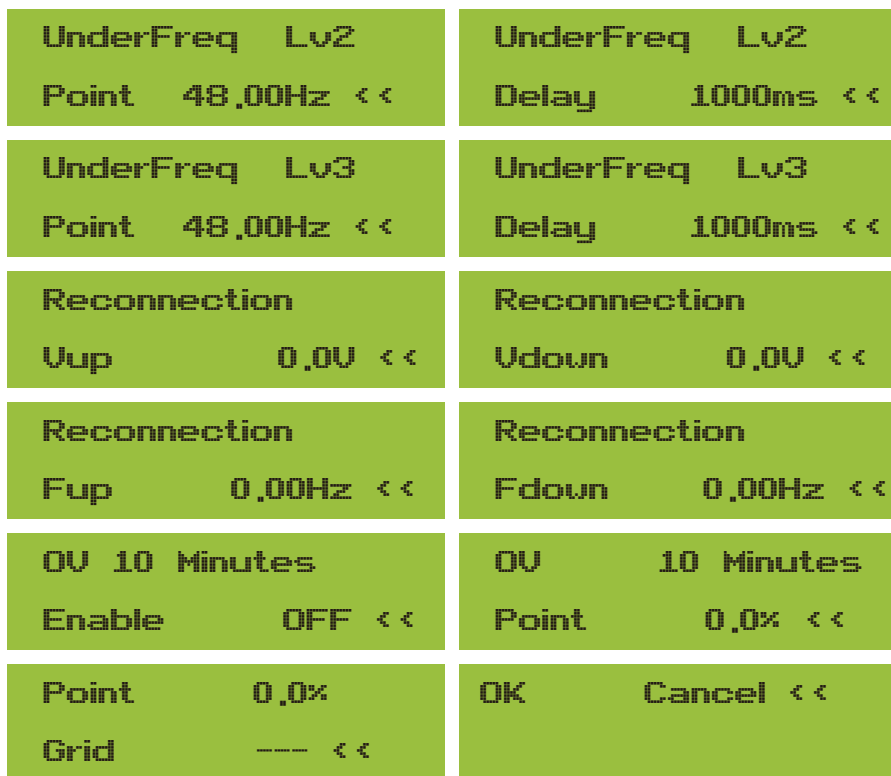 UnderFreq Lv2
Point 48.00Hz <<
UnderFreq Lv2
Delay 1000ms <<
UnderFreq Lv3
Point 48.00Hz <<
UnderFreq Lv3
Delay 1000ms <<
Reconnection
Vup 0.0V <<
Reconnection
Vdown 0.0V <<
Reconnection
Fup 0.00Hz <<
Reconnection
Fdown 0.00Hz <<
OV 10 Minutes
Enable OFF <<
OV 10 Minutes
Point 0.0% <<
Point 0.0%
Grid --- <<
OK Cancel <<